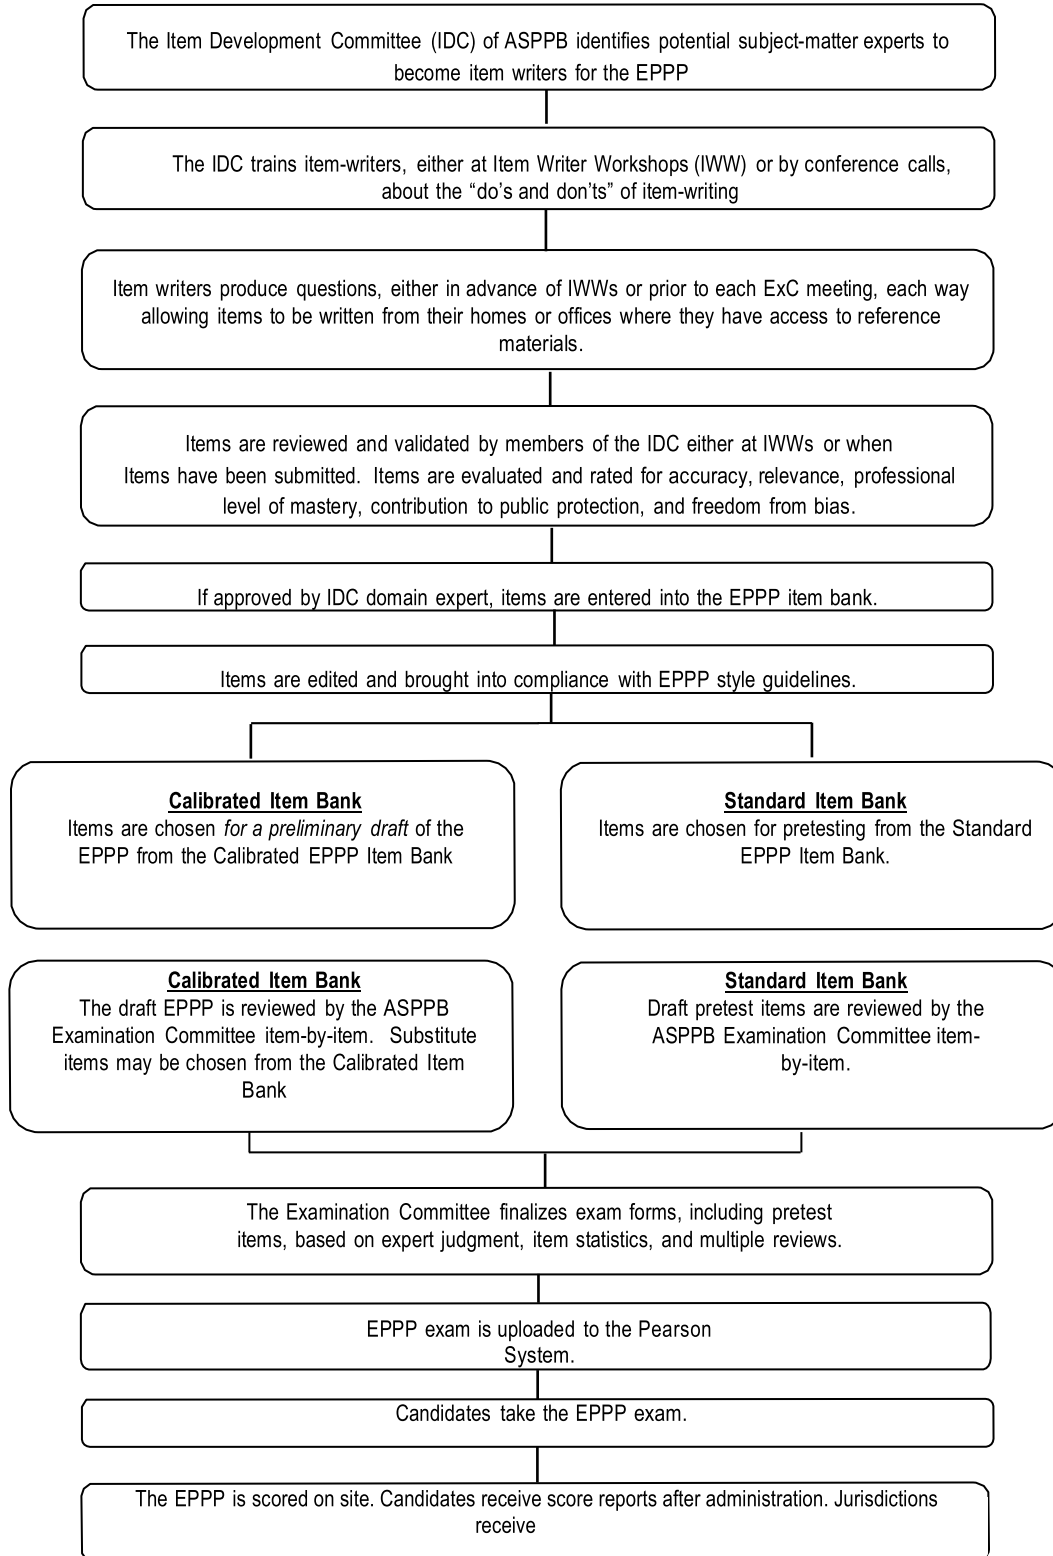 The Item Development Committee (IDC) of ASPPB identifies potential subject-matter experts to
become item writers for the EPPP
The IDC trains item-writers, either at Item Writer Workshops (IWW) or by conference calls,
about the “do’s and don’ts” of item-writing
Item writers produce questions, either in advance of IWWs or prior to each ExC meeting, each way
allowing items to be written from their homes or offices where they have access to reference
materials.
Items are reviewed and validated by members of the IDC either at IWWs or when
Items have been submitted. Items are evaluated and rated for accuracy, relevance, professional
level of mastery, contribution to public protection, and freedom from bias.
If approved by IDC domain expert, items are entered into the EPPP item bank.
Items are edited and brought into compliance with EPPP style guidelines.
Calibrated Item Bank
Items are chosen for a preliminary draft of the
EPPP from the Calibrated EPPP Item Bank
Standard Item Bank
Items are chosen for pretesting from the Standard
EPPP Item Bank.
Calibrated Item Bank
The draft EPPP is reviewed by the ASPPB
Examination Committee item-by-item. Substitute
items may be chosen from the Calibrated Item
Bank
Standard Item Bank
Draft pretest items are reviewed by the
ASPPB Examination Committee item-
by-item.
The Examination Committee finalizes exam forms, including pretest
items, based on expert judgment, item statistics, and multiple reviews.
EPPP exam is uploaded to the Pearson
System.
Candidates take the EPPP exam.
The EPPP is scored on site. Candidates receive score reports after administration. Jurisdictions
receive